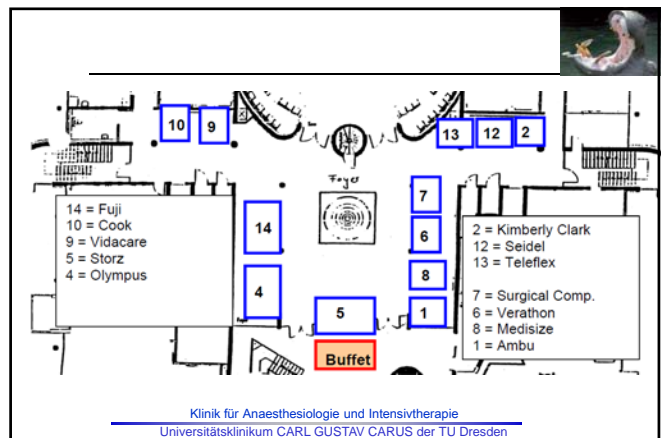 10
9
13
12
2
Foyer
7
14
6
8
4
5
1
Buffet
14 = Fuji
10 = Cook
9 = Vidacare
5 = Storz
4 = Olympus
2 = Kimberly Clark
12 = Seidel
13 = Teleflex
7 = Surgical Comp.
6 = Verathon
8 = Medisize
1 = Ambu
Klinik für Anaesthesiologie und Intensivtherapie
Universitätsklinikum CARL GUSTAV CARUS der TU Dresden